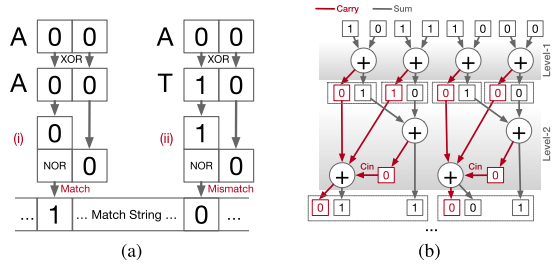 Carry Sum
A 0 0
XOR
A 0 0
0
(i)
NOR 0
Match
A 0 0
XOR
T 1 0
1
(ii)
NOR 0
Mismatch
... 1 ... Match String ... 0 ...
(a)
1 0 1 1 1 0 0 0
+ + + +
Level-1
0 1 1 0 0 1 0 0
+ +
Level-2
Cin 0 Cin 0
+ +
0 1 1 0 0 1
...
(b)